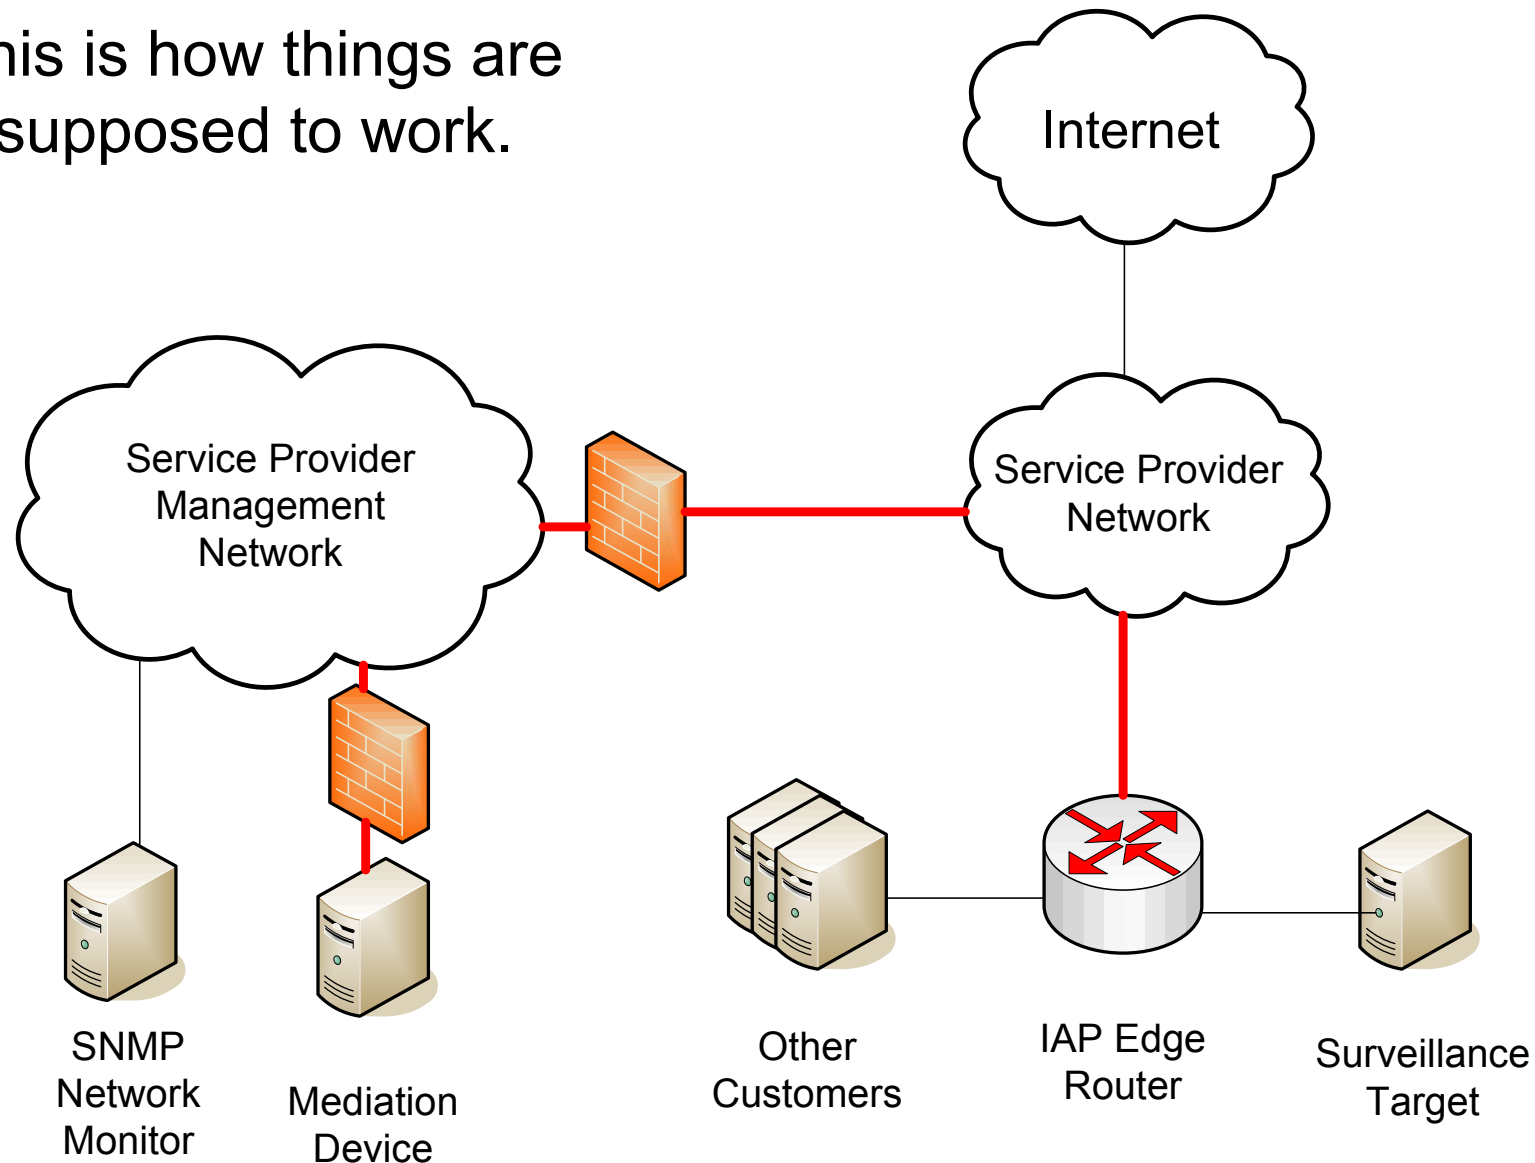 his is how things are
supposed to work.
Internet
Service Provider
Management
Network
Service Provider
Network
SNMP
Network
Monitor
Mediation
Device
Other
Customers
IAP Edge
Router
Surveillance
Target